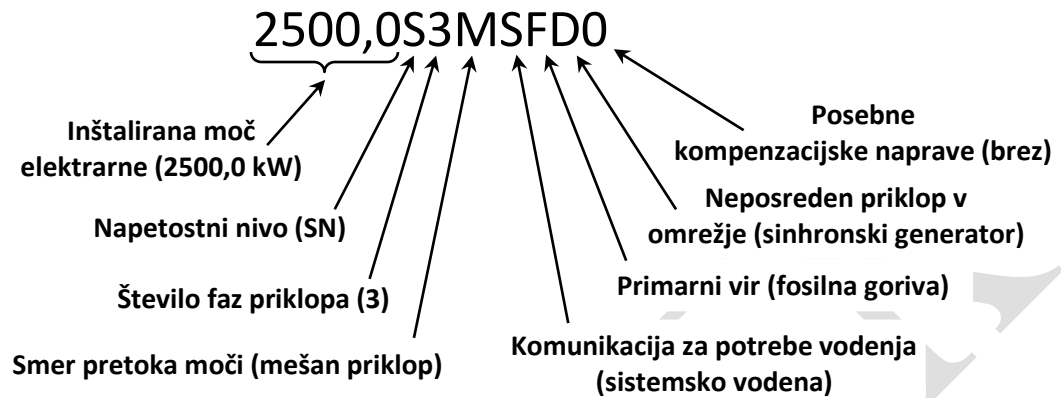 2500,0S3MSFD0
Inštalirana moč
elektrarne (2500,0 kW)
Napetostni nivo (SN)
Število faz priklopa (3)
Smer pretoka moči (mešan priklop)
Posebne
kompenzacijske naprave (brez)
Neposreden priklop v
omrežje (sinhronski generator)
Primarni vir (fosilna goriva)
Komunikacija za potrebe vodenja
(sistemsko vodena)